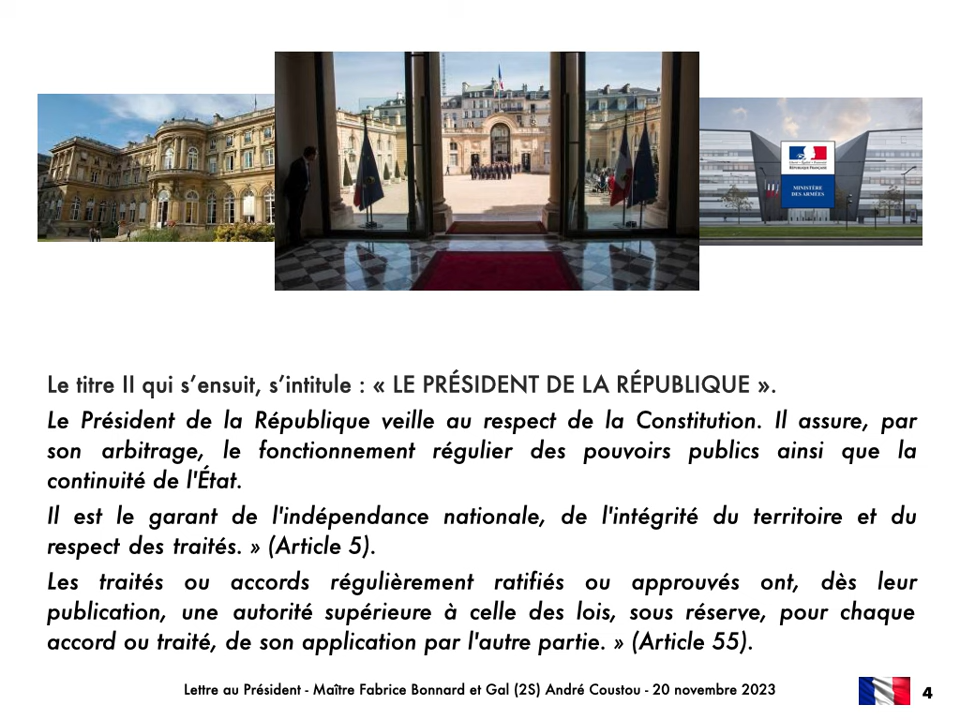 RÉPUBLIQUE FRANÇAISE
MINISTÈRE
DES ARMÉES
Le titre II qui s’ensuit, s’intitule : « LE PRÉSIDENT DE LA RÉPUBLIQUE ».
Le Président de la République veille au respect de la Constitution. Il assure, par
son arbitrage, le fonctionnement régulier des pouvoirs publics ainsi que la
continuité de l'État.
Il est le garant de l'indépendance nationale, de l'intégrité du territoire et du
respect des traités. » (Article 5).
Les traités ou accords régulièrement ratifiés ou approuvés ont, dès leur
publication, une autorité supérieure à celle des lois, sous réserve, pour chaque
accord ou traité, de son application par l'autre partie. » (Article 55).
Lettre au Président - Maître Fabrice Bonnard et Gal (2S) André Coustou - 20 novembre 2023
4